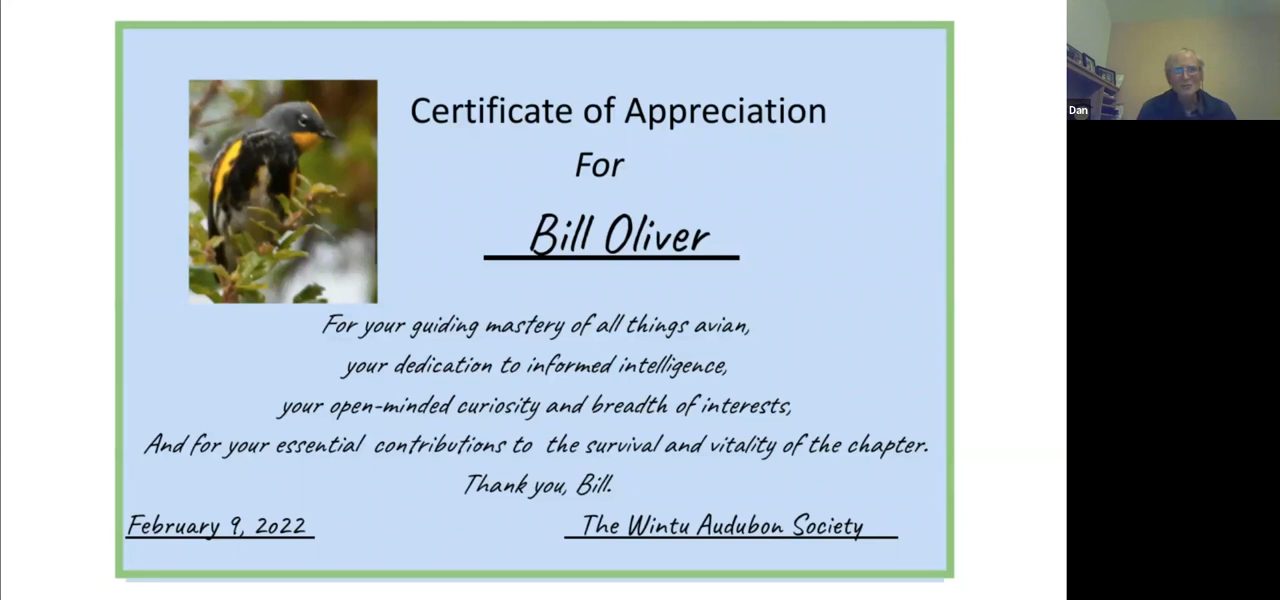 Certificate of Appreciation
For
Bill Oliver
For your guiding mastery of all things avian,
your dedication to informed intelligence,
your open-minded curiosity and breadth of interests,
And for your essential contributions to the survival and vitality of the chapter.
Thank you, Bill.
February 9, 2022
The Wintu Audubon Society
Dan